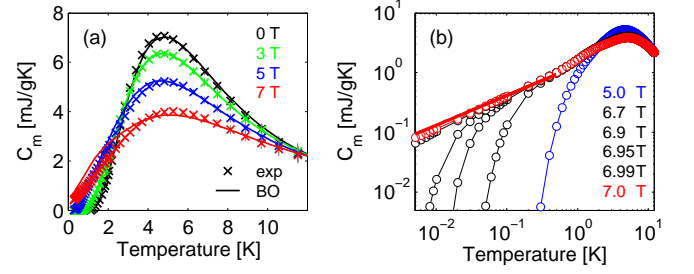 (a)
0 T
3 T
5 T
7 T
exp
BO
C_m [mJ/gK]
0
2
4
6
8
0 2 4 6 8 10
Temperature [K]
(b)
5.0 T
6.7 T
6.9 T
6.95T
6.99T
7.0 T
C_m [mJ/gK]
10^1
10^0
10^-1
10^-2
10^-2 10^-1 10^0 10^1
Temperature [K]